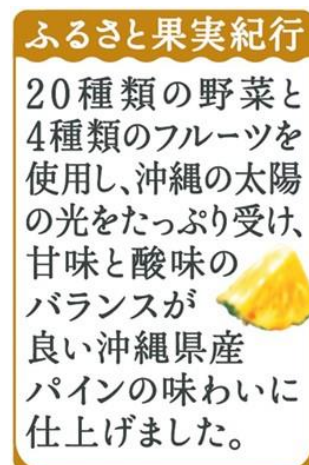 ふるさと果実紀行
20種類の野菜と
4種類のフルーツを
使用し、沖縄の太陽
の光をたっぷり受け、
甘味と酸味の
バランスが
良い沖縄県産
パインの味わいに
仕上げました。